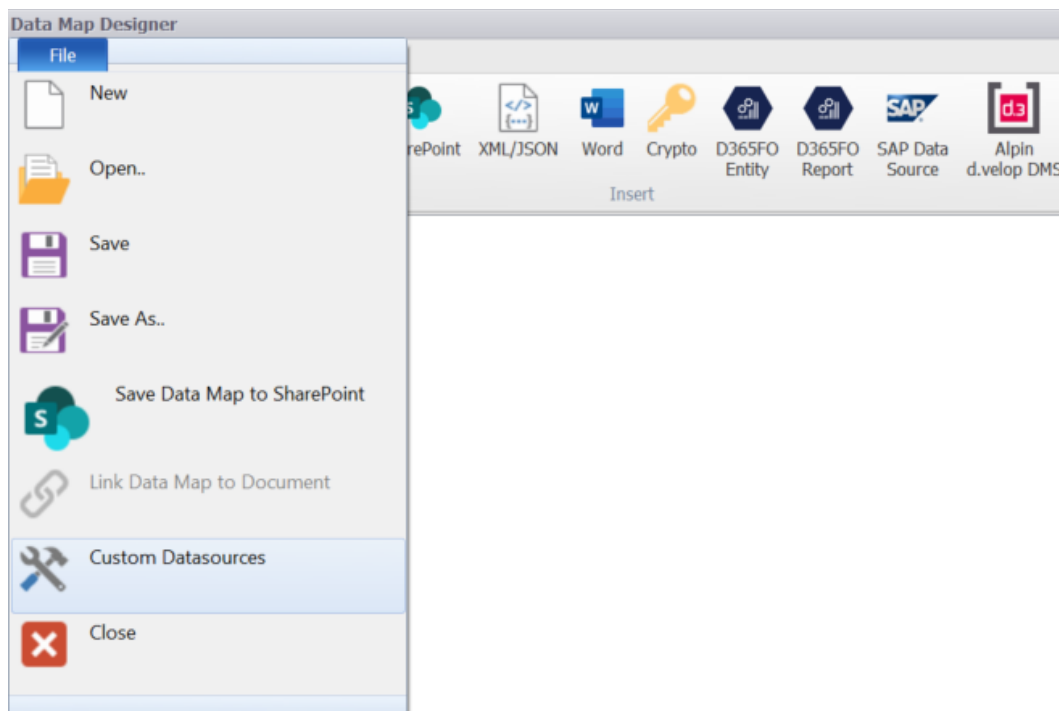 Data Map Designer
File
New
Open..
Save
Save As..
Save Data Map to SharePoint
Link Data Map to Document
Custom Datasources
Close
rePoint
XML/JSON
Word
Crypto
D365FO
Entity
D365FO
Report
SAP Data
Source
Alpin
d.velop DMS
Insert
S
</>
{...}
W
SAP
d.3
S